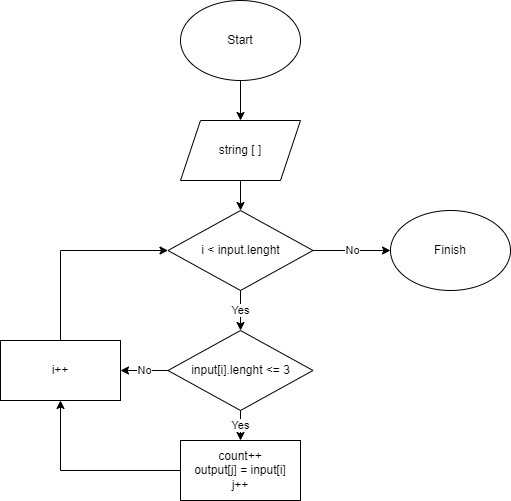 Start
string [ ]
i < input.lenght
No
Finish
Yes
i++
No
input[i].lenght <= 3
Yes
count++
output[j] = input[i]
j++